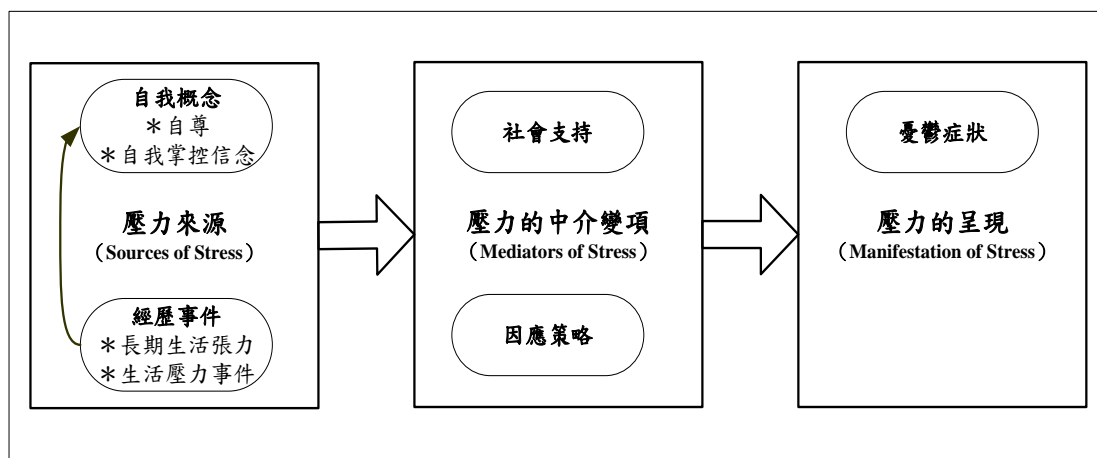 自我概念
＊自尊
＊自我掌控信念
壓力來源
（Sources of Stress）
經歷事件
＊長期生活張力
＊生活壓力事件
社會支持
壓力的中介變項
（Mediators of Stress）
因應策略
憂鬱症狀
壓力的呈現
（Manifestation of Stress）